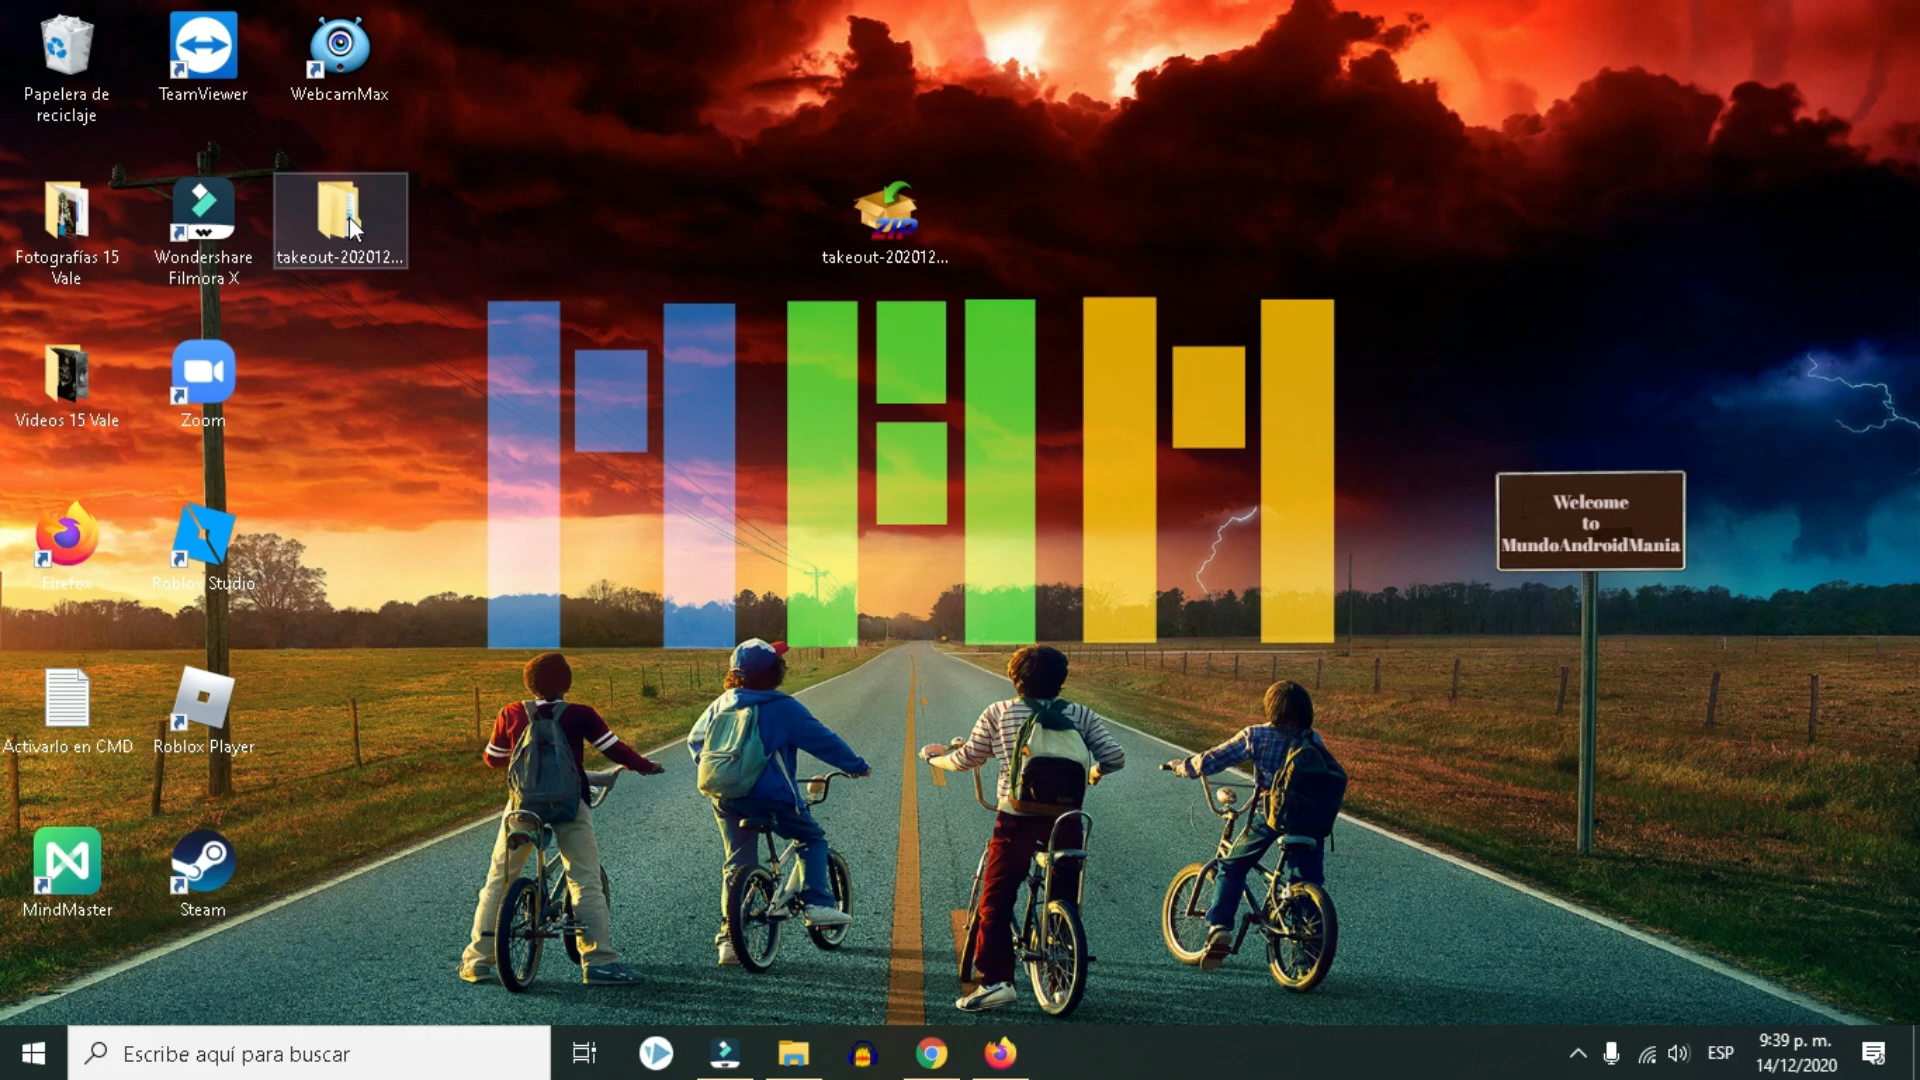 Papelera de
reciclaje
TeamViewer
WebcamMax
Fotografías 15
Vale
Wondershare
Filmora X
takeout-202012...
ZIP
takeout-202012...
Videos 15 Vale
Zoom
Welcome
to
MundoAndroidMania
Firefox
Roblox Studio
Activarlo en CMD
Roblox Player
MindMaster
Steam
Escribe aquí para buscar
ESP
9:39 p. m.
14/12/2020